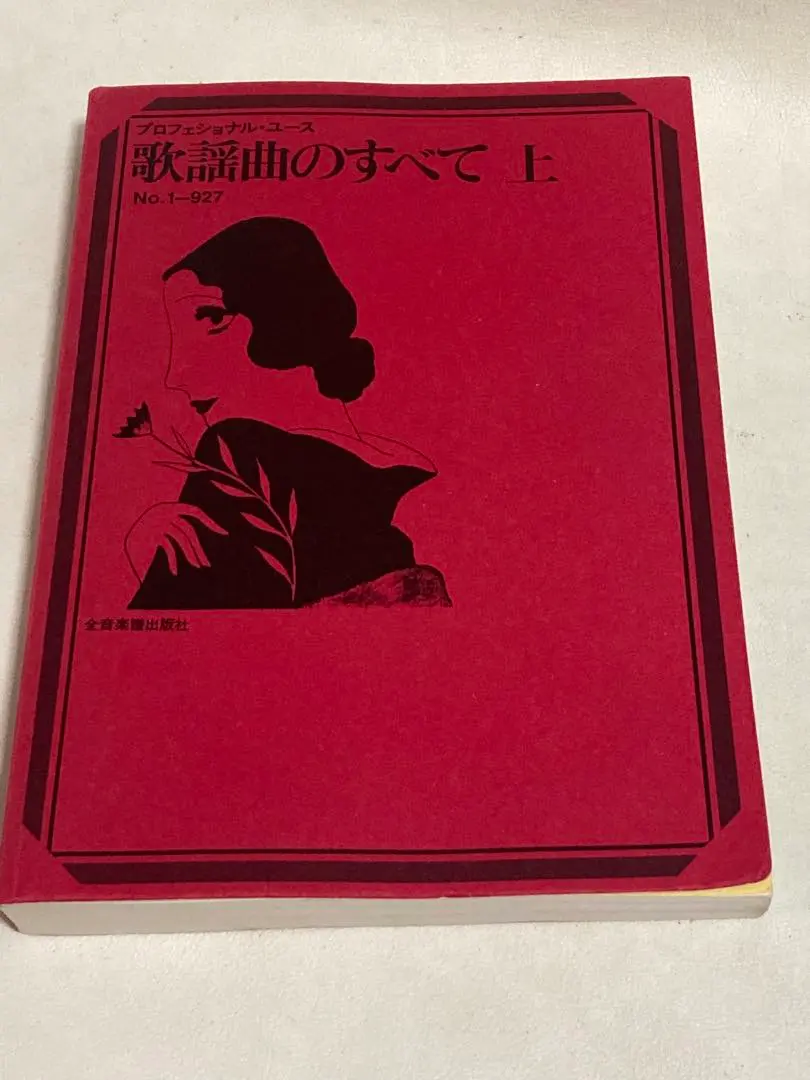 プロフェショナル・ユース
歌謡曲のすべて 上
No.1—927
全音楽譜出版社